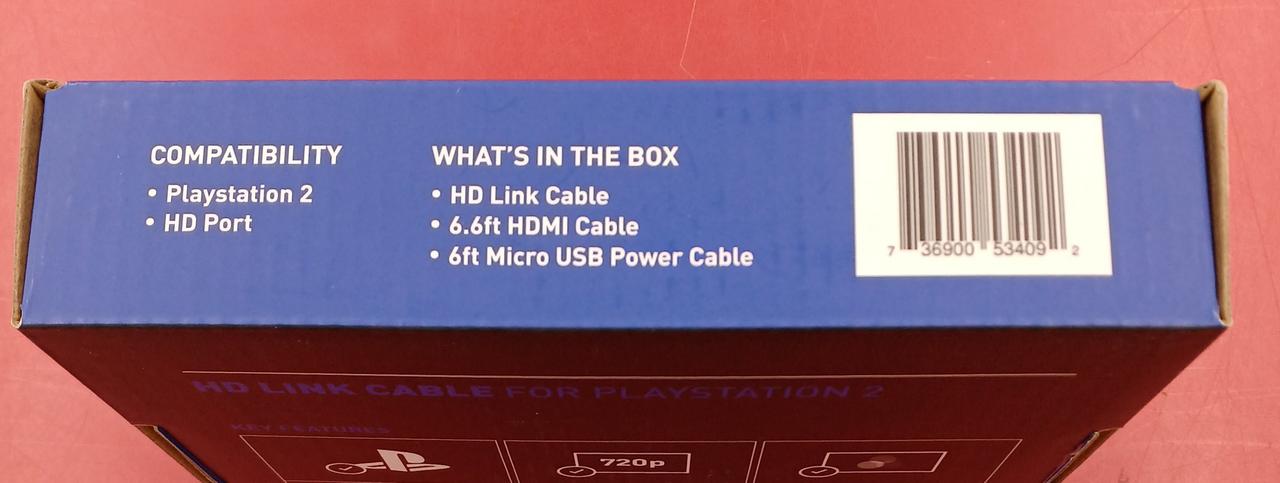 COMPATIBILITY
• Playstation 2
• HD Port
WHAT'S IN THE BOX
• HD Link Cable
• 6.6ft HDMI Cable
• 6ft Micro USB Power Cable
7 36900 53409 2
HD LINK CABLE FOR PLAYSTATION 2
KEY FEATURES
720p